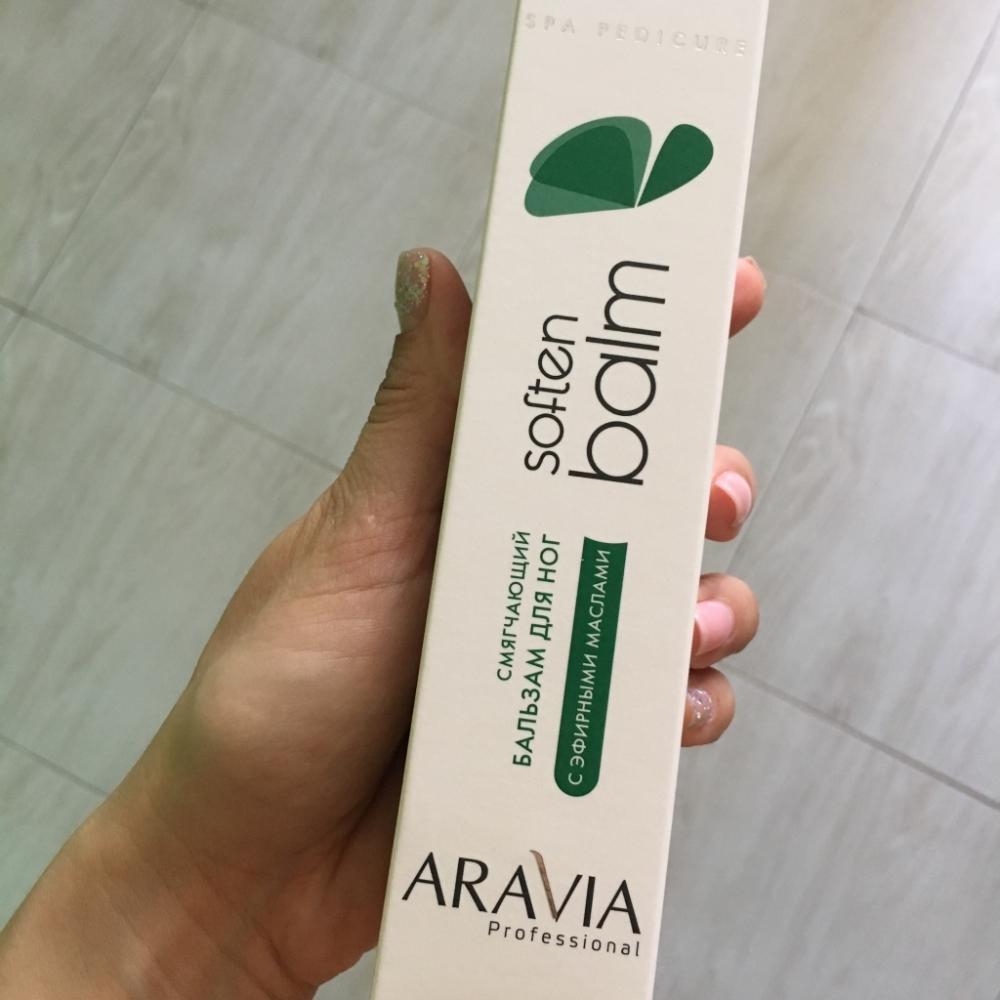 SPA PEDICURE
soften
balm
СМЯГЧАЮЩИЙ
БАЛЬЗАМ ДЛЯ НОГ
С ЭФИРНЫМИ МАСЛАМИ
ARAVIA
Professional